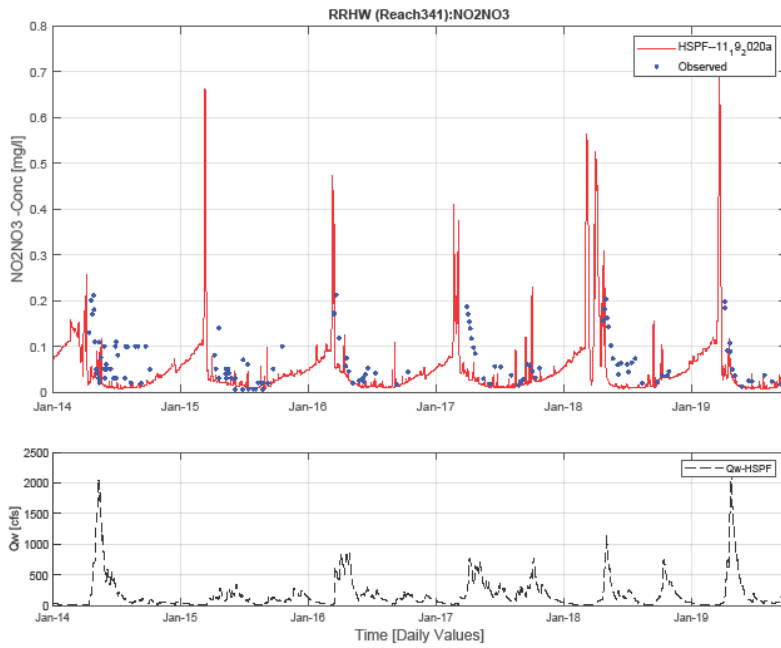 RRHW (Reach341):NO2NO3
HSPF--11₁9₂020a
Observed
NO2NO3 -Conc [mg/l]
0.8
0.7
0.6
0.5
0.4
0.3
0.2
0.1
0
Jan-14 Jan-15 Jan-16 Jan-17 Jan-18 Jan-19
Qw-HSPF
Qw [cfs]
2500
2000
1500
1000
500
0
Jan-14 Jan-15 Jan-16 Jan-17 Jan-18 Jan-19
Time [Daily Values]